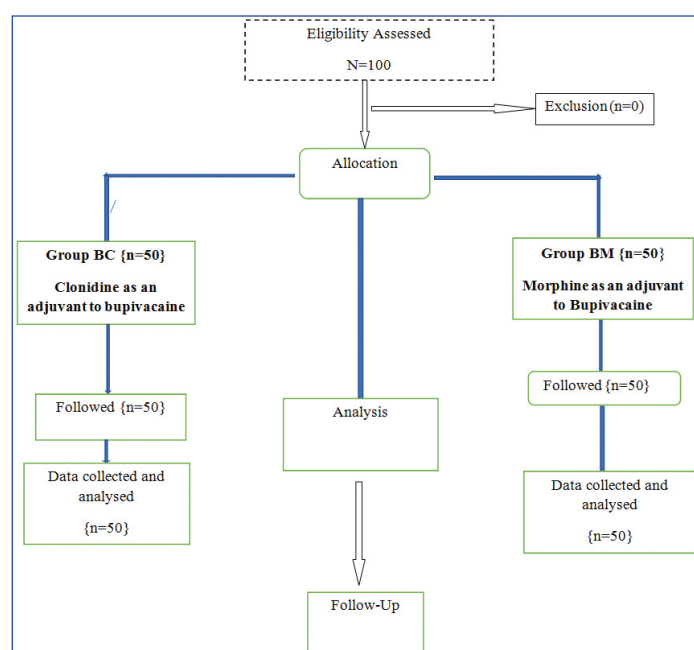 Eligibility Assessed
N=100
Exclusion (n=0)
Allocation
Group BC {n=50}
Clonidine as an
adjuvant to bupivacaine
Group BM {n=50}
Morphine as an adjuvant
to Bupivacaine
Followed {n=50}
Analysis
Followed {n=50}
Data collected and
analysed
{n=50}
Data collected and
analysed
{n=50}
Follow-Up